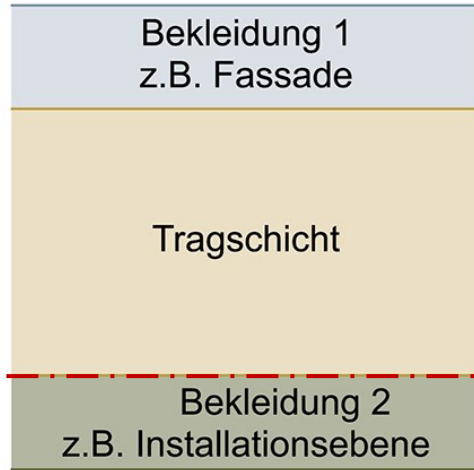 Bekleidung 1
z.B. Fassade
Tragschicht
Bekleidung 2
z.B. Installationsebene